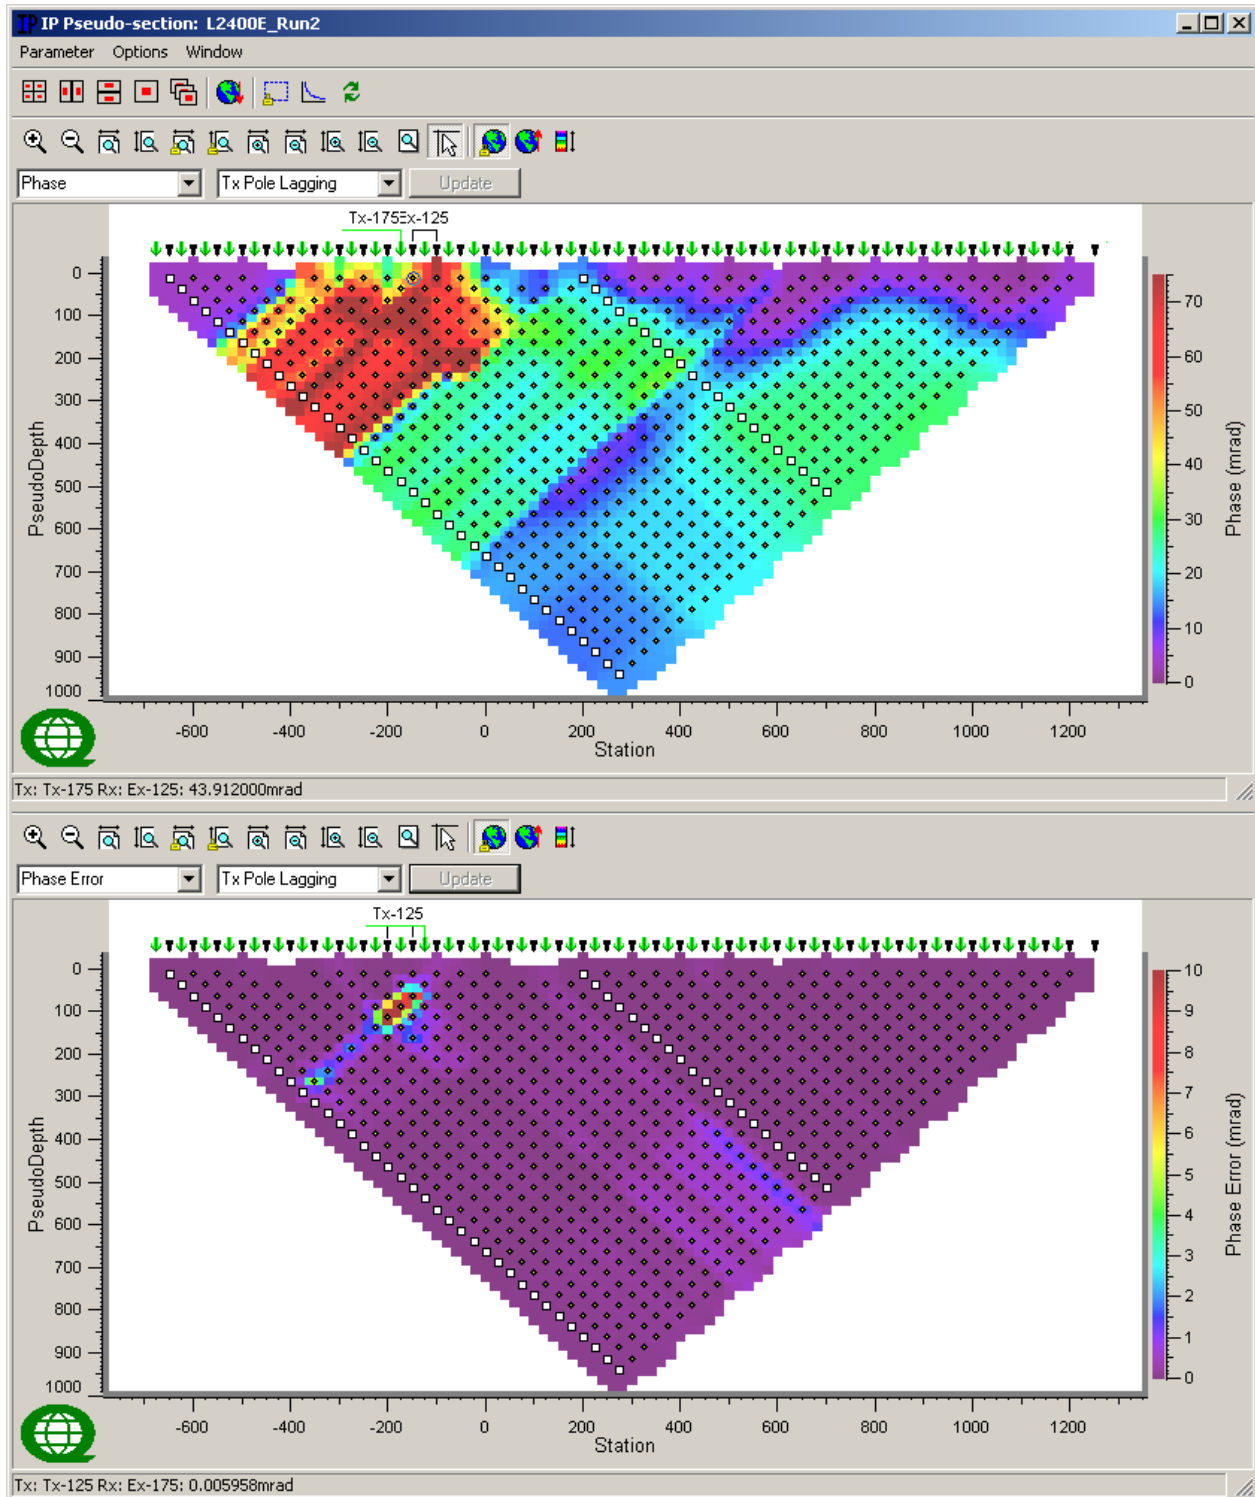 IP IP Pseudo-section: L2400E_Run2
Parameter Options Window
Phase Tx Pole Lagging Update
Tx-175 Ex-125
0
100
200
300
400
500
600
700
800
900
1000
PseudoDepth
-600 -400 -200 0 200 400 600 800 1000 1200
Station
70
60
50
40
30
20
10
0
Phase (mrad)
Tx: Tx-175 Rx: Ex-125: 43.912000mrad
Phase Error Tx Pole Lagging Update
Tx-125
0
100
200
300
400
500
600
700
800
900
1000
PseudoDepth
-600 -400 -200 0 200 400 600 800 1000 1200
Station
10
9
8
7
6
5
4
3
2
1
0
Phase Error (mrad)
Tx: Tx-125 Rx: Ex-175: 0.005958mrad